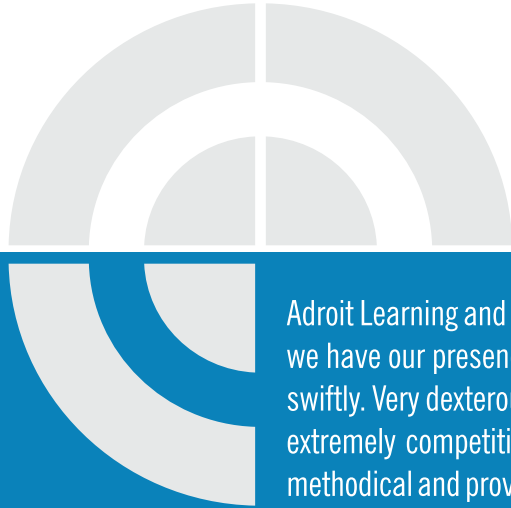 Adroit Learning and
we have our presen
swiftly. Very dextero
extremely competiti
methodical and prov